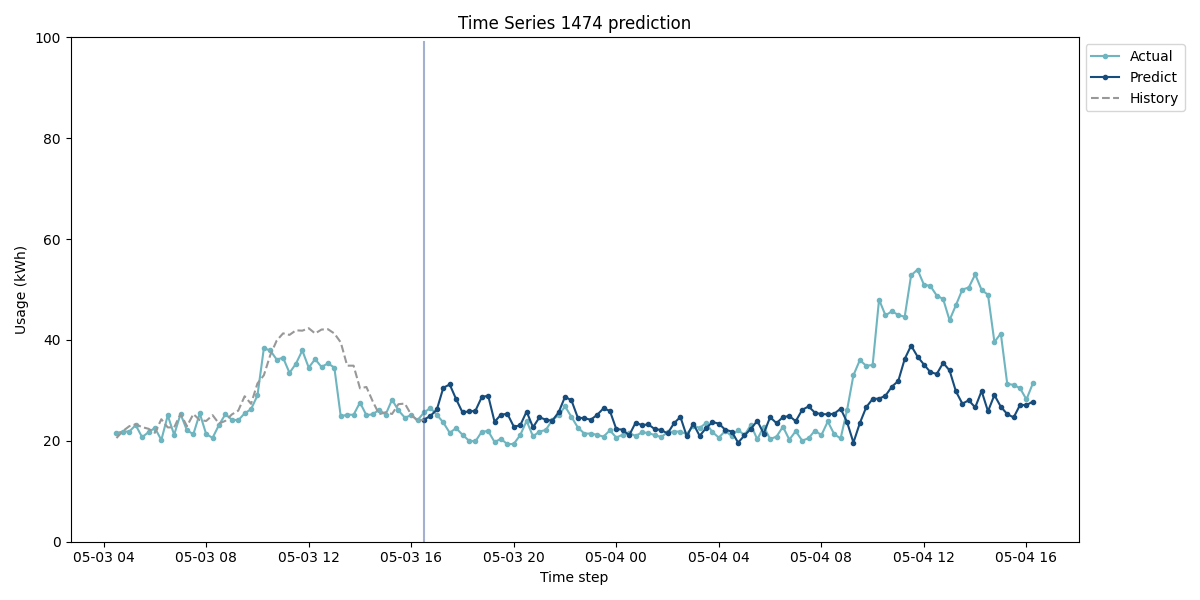 Time Series 1474 prediction
100
80
60
40
20
0
Usage (kWh)
05-03 04
05-03 08
05-03 12
05-03 16
05-03 20
05-04 00
05-04 04
05-04 08
05-04 12
05-04 16
Time step
Actual
Predict
History